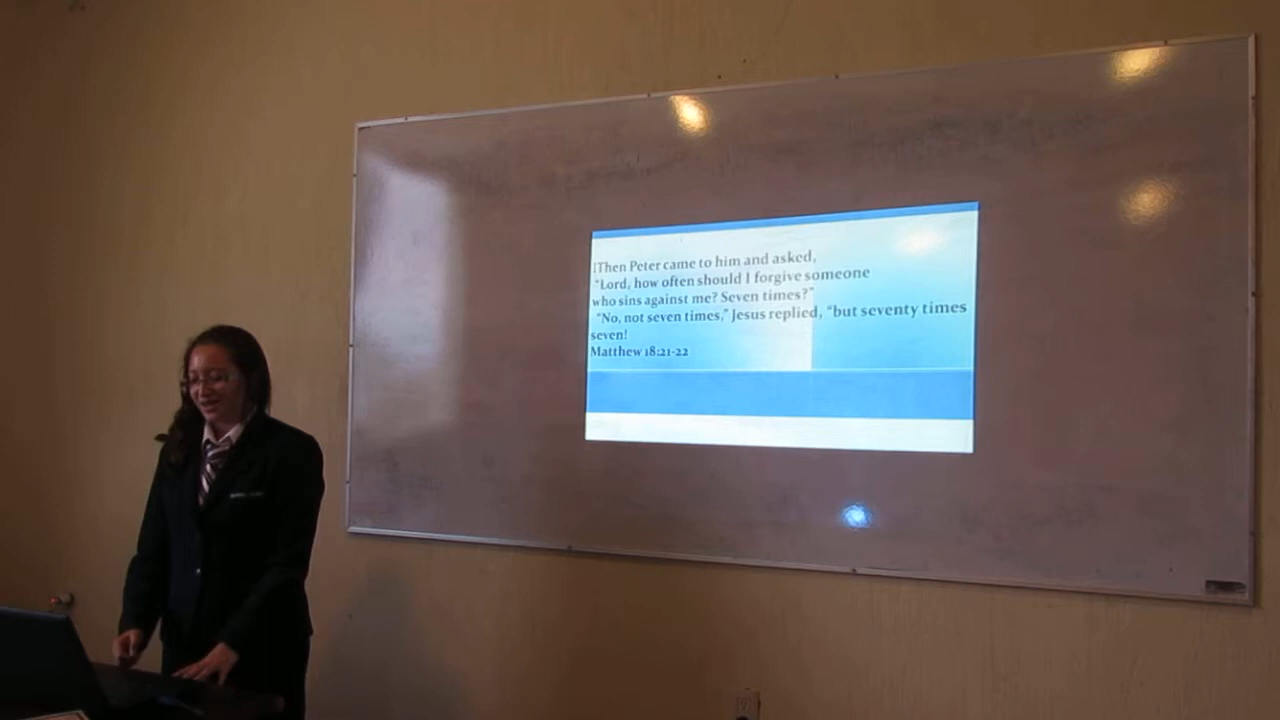 Then Peter came to him and asked,
“Lord, how often should I forgive someone
who sins against me? Seven times?”
“No, not seven times,” Jesus replied, “but seventy times
seven!
Matthew 18:21-22